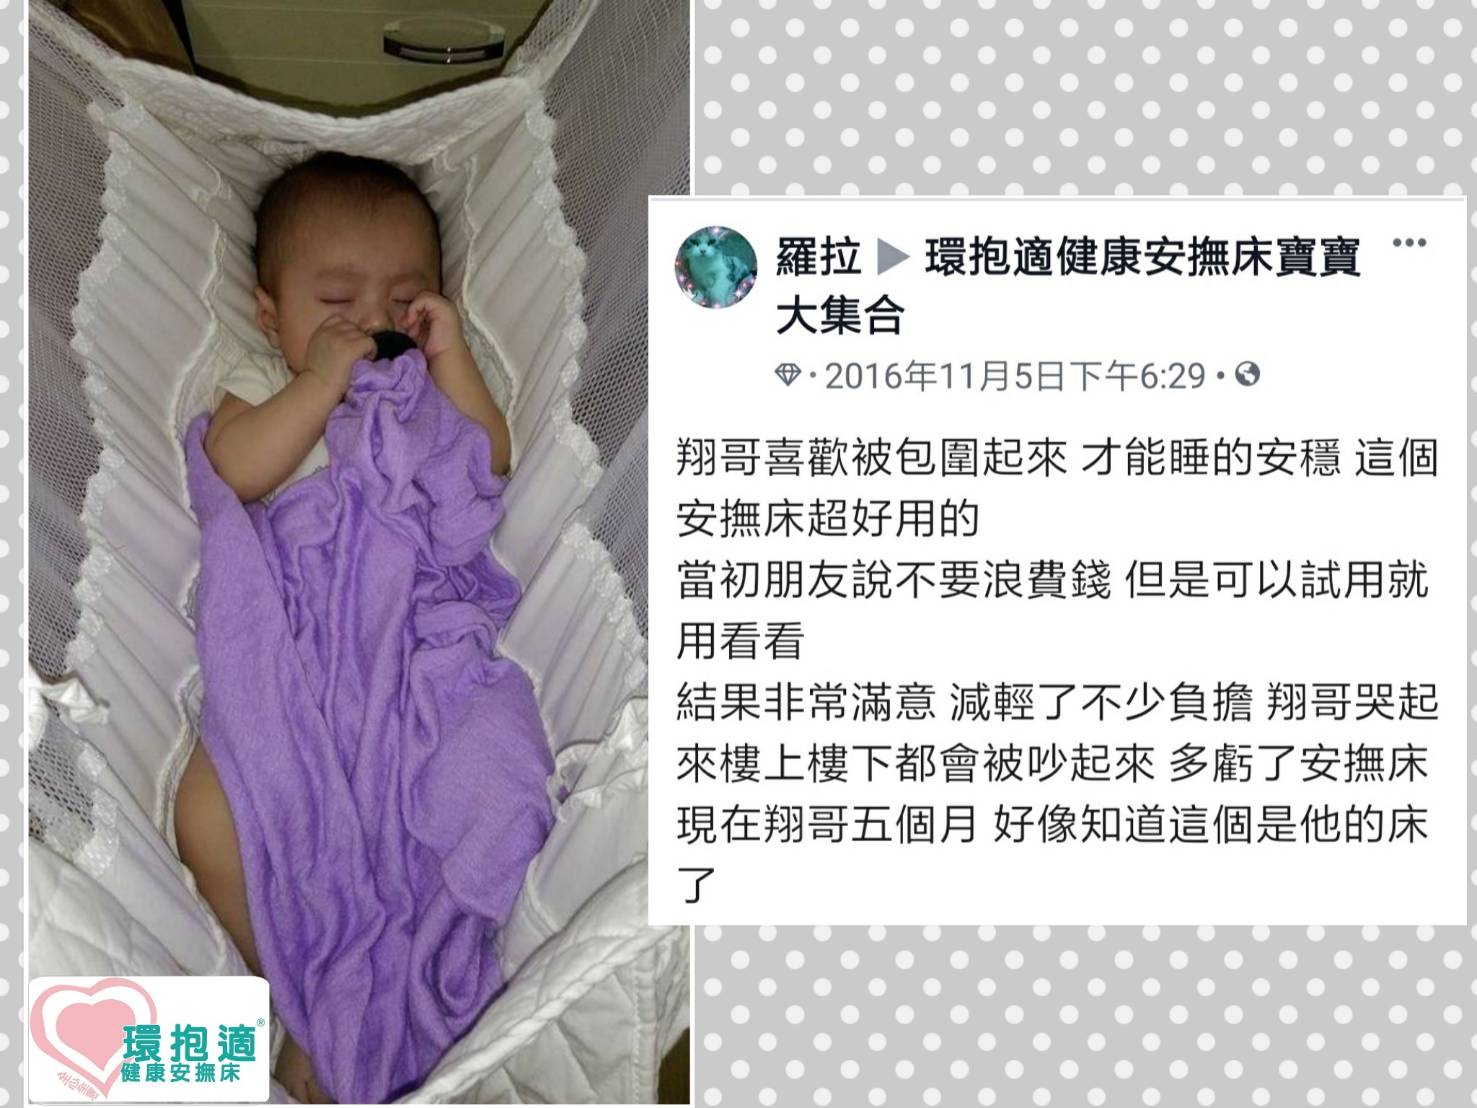 羅拉 ▶ 環抱適健康安撫床寶寶
大集合
2016年11月5日下午6:29
翔哥喜歡被包圍起來 才能睡的安穩 這個
安撫床超好用的
當初朋友說不要浪費錢 但是可以試用就
用看看
結果非常滿意 減輕了不少負擔 翔哥哭起
來樓上樓下都會被吵起來 多虧了安撫床
現在翔哥五個月 好像知道這個是他的床
了
環抱適®
健康安撫床